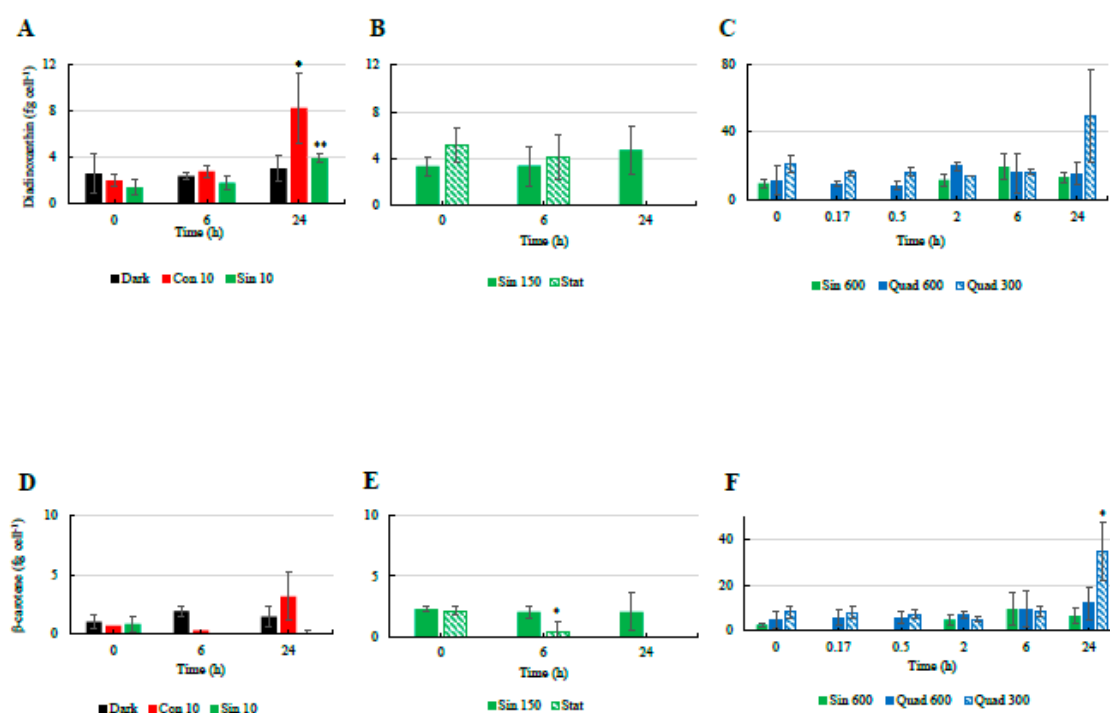 A
B
C
Diadinoxanthin (fg cell⁻¹)
12
8
4
0
0 6 24
Time (h)
Dark Con 10 Sin 10
*
**
12
8
4
0
0 6 24
Time (h)
Sin 150 Stat
80
40
0
0 0.17 0.5 2 6 24
Time (h)
Sin 600 Quad 600 Quad 300
D
E
F
β-carotene (fg cell⁻¹)
10
5
0
0 6 24
Time (h)
Dark Con 10 Sin 10
10
5
0
*
0 6 24
Time (h)
Sin 150 Stat
40
20
0
*
0 0.17 0.5 2 6 24
Time (h)
Sin 600 Quad 600 Quad 300